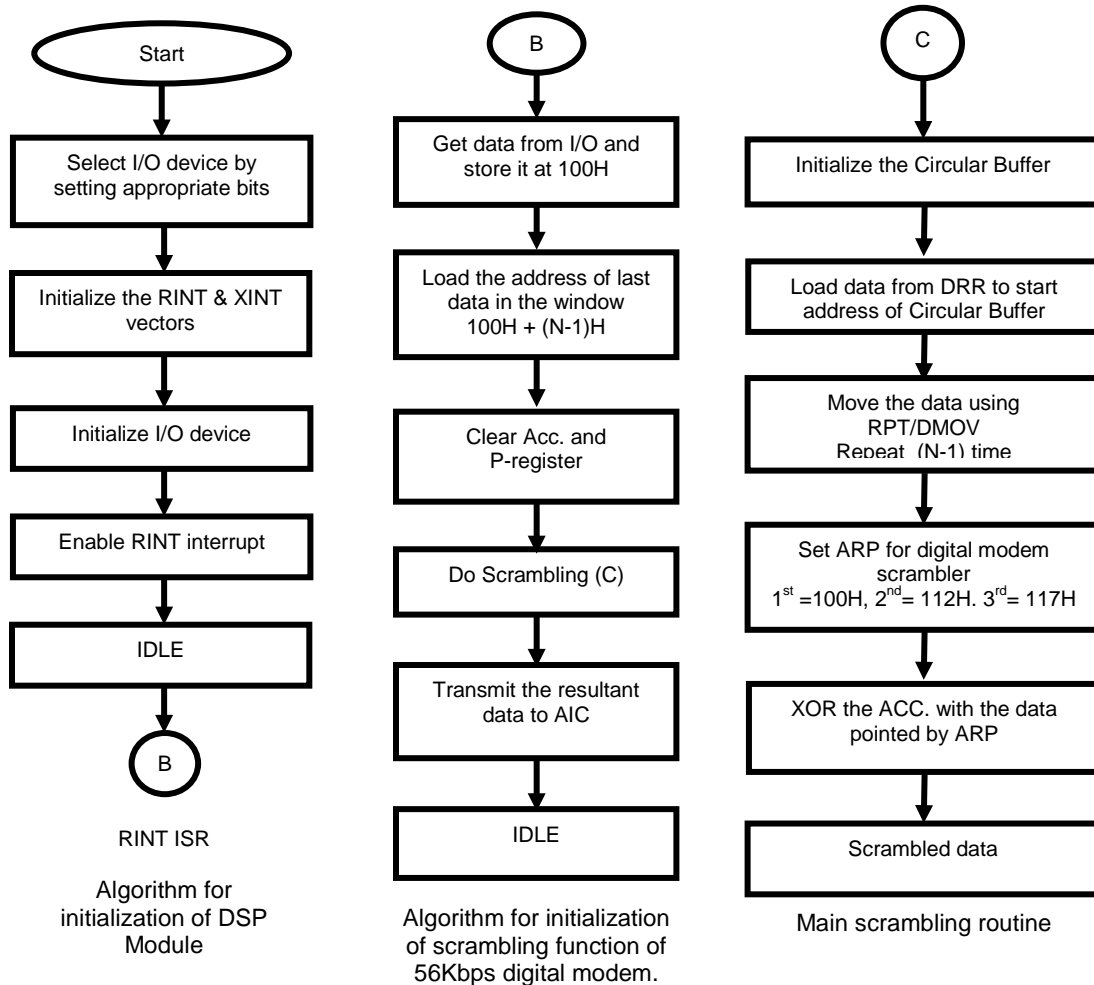 Start
Select I/O device by
setting appropriate bits
Initialize the RINT & XINT
vectors
Initialize I/O device
Enable RINT interrupt
IDLE
B
RINT ISR
Algorithm for
initialization of DSP
Module
B
Get data from I/O and
store it at 100H
Load the address of last
data in the window
100H + (N-1)H
Clear Acc. and
P-register
Do Scrambling (C)
Transmit the resultant
data to AIC
IDLE
Algorithm for initialization
of scrambling function of
56Kbps digital modem.
C
Initialize the Circular Buffer
Load data from DRR to start
address of Circular Buffer
Move the data using
RPT/DMOV
Repeat (N-1) time
Set ARP for digital modem
scrambler
1st =100H, 2nd= 112H. 3rd= 117H
XOR the ACC. with the data
pointed by ARP
Scrambled data
Main scrambling routine